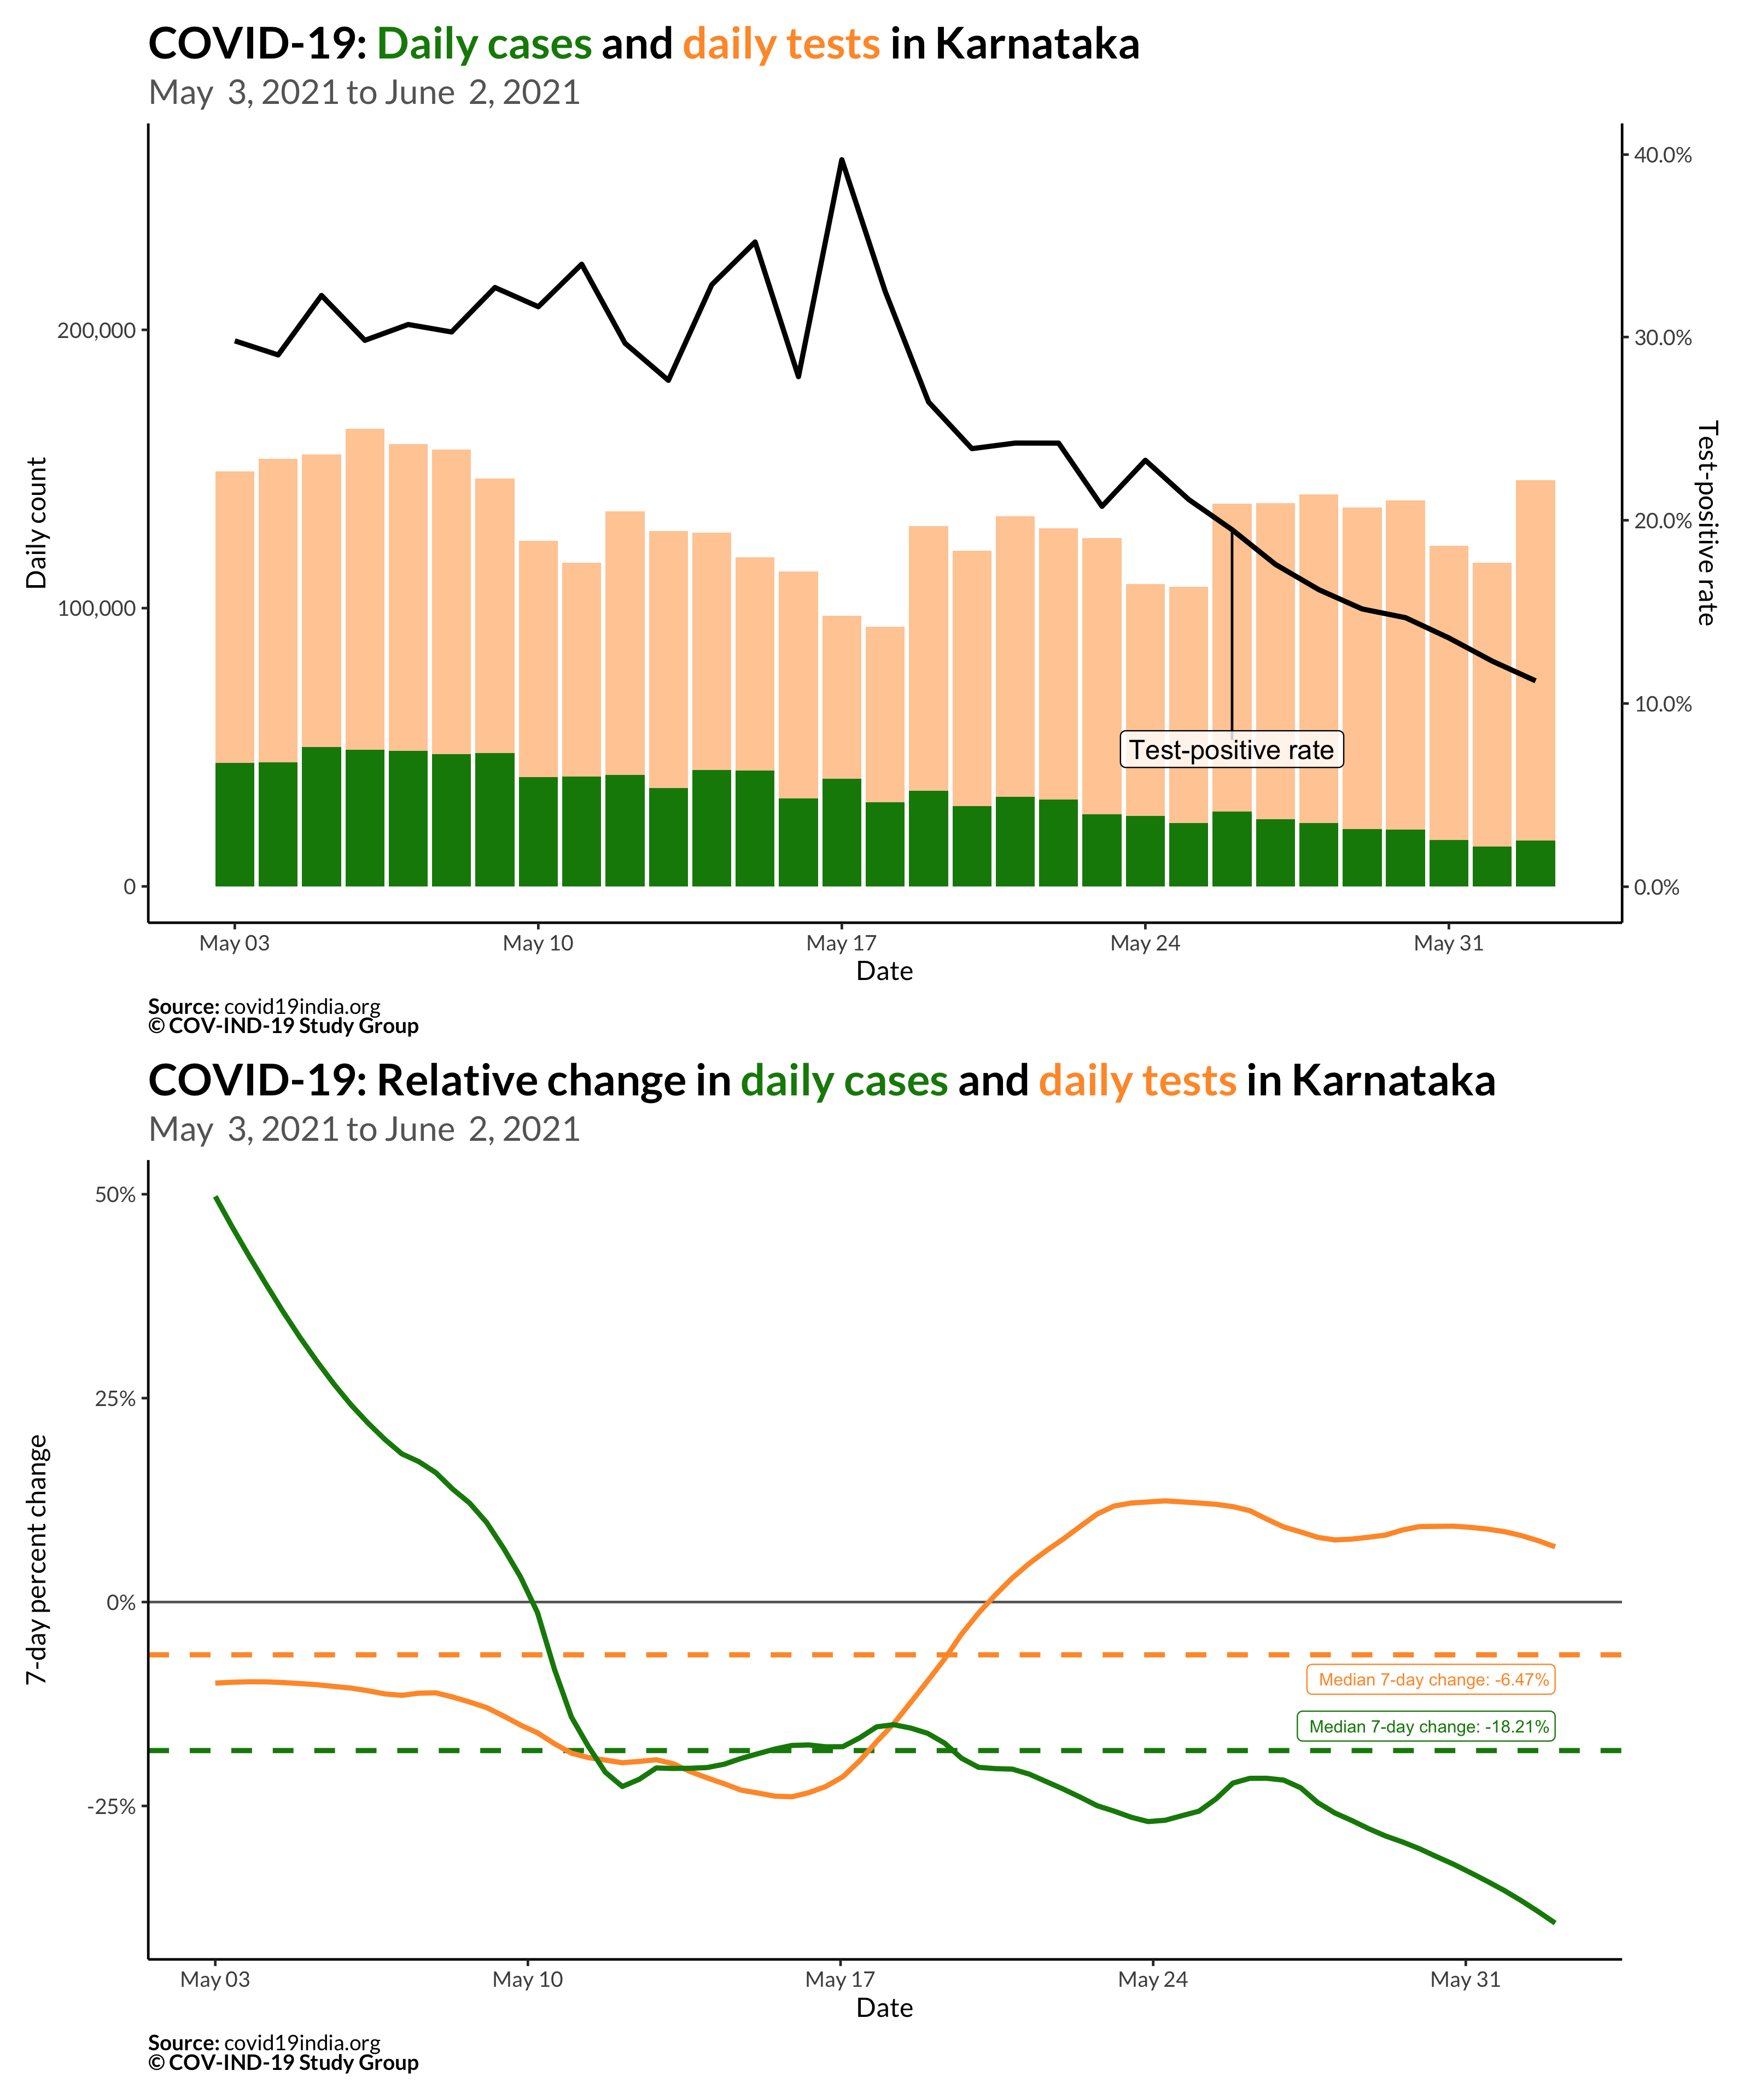 COVID-19: Daily cases and daily tests in Karnataka
May 3, 2021 to June 2, 2021
Daily count
200,000
100,000
0
40.0%
30.0%
20.0%
10.0%
0.0%
Test-positive rate
Test-positive rate
May 03
May 10
May 17
May 24
May 31
Date
Source: covid19india.org
© COV-IND-19 Study Group
COVID-19: Relative change in daily cases and daily tests in Karnataka
May 3, 2021 to June 2, 2021
7-day percent change
50%
25%
0%
-25%
Median 7-day change: -6.47%
Median 7-day change: -18.21%
May 03
May 10
May 17
May 24
May 31
Date
Source: covid19india.org
© COV-IND-19 Study Group